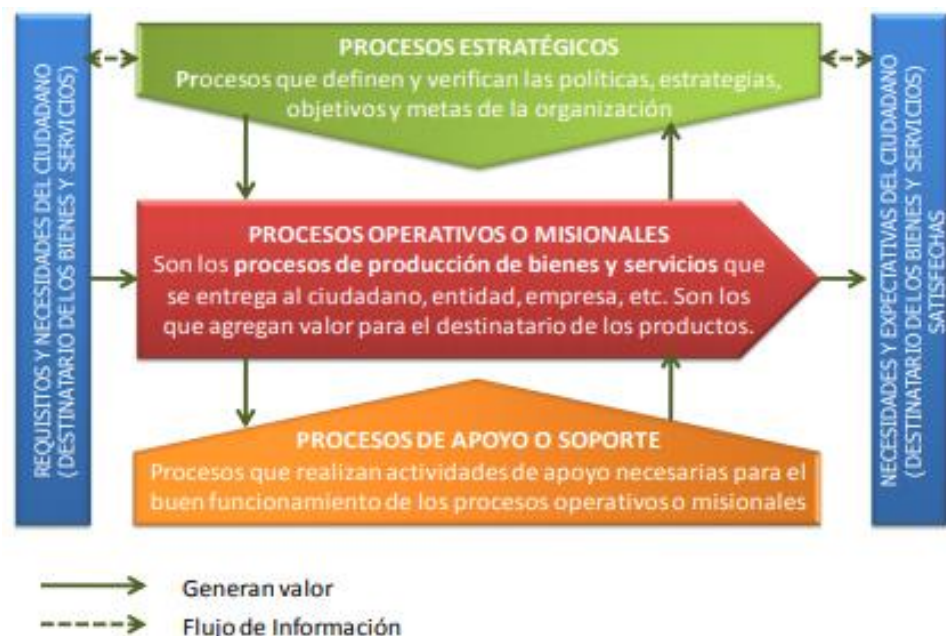 REQUISITOS Y NECESIDADES DEL CIUDADANO
(DESTINATARIO DE LOS BIENES Y SERVICIOS)
PROCESOS ESTRATÉGICOS
Procesos que definen y verifican las políticas, estrategias,
objetivos y metas de la organización
PROCESOS OPERATIVOS O MISIONALES
Son los procesos de producción de bienes y servicios que
se entrega al ciudadano, entidad, empresa, etc. Son los
que agregan valor para el destinatario de los productos.
PROCESOS DE APOYO O SOPORTE
Procesos que realizan actividades de apoyo necesarias para el
buen funcionamiento de los procesos operativos o misionales
NECESIDADES Y EXPECTATIVAS DEL CIUDADANO
(DESTINATARIO DE LOS BIENES Y SERVICIOS)
SATISFECHAS
Generan valor
Flujo de Información